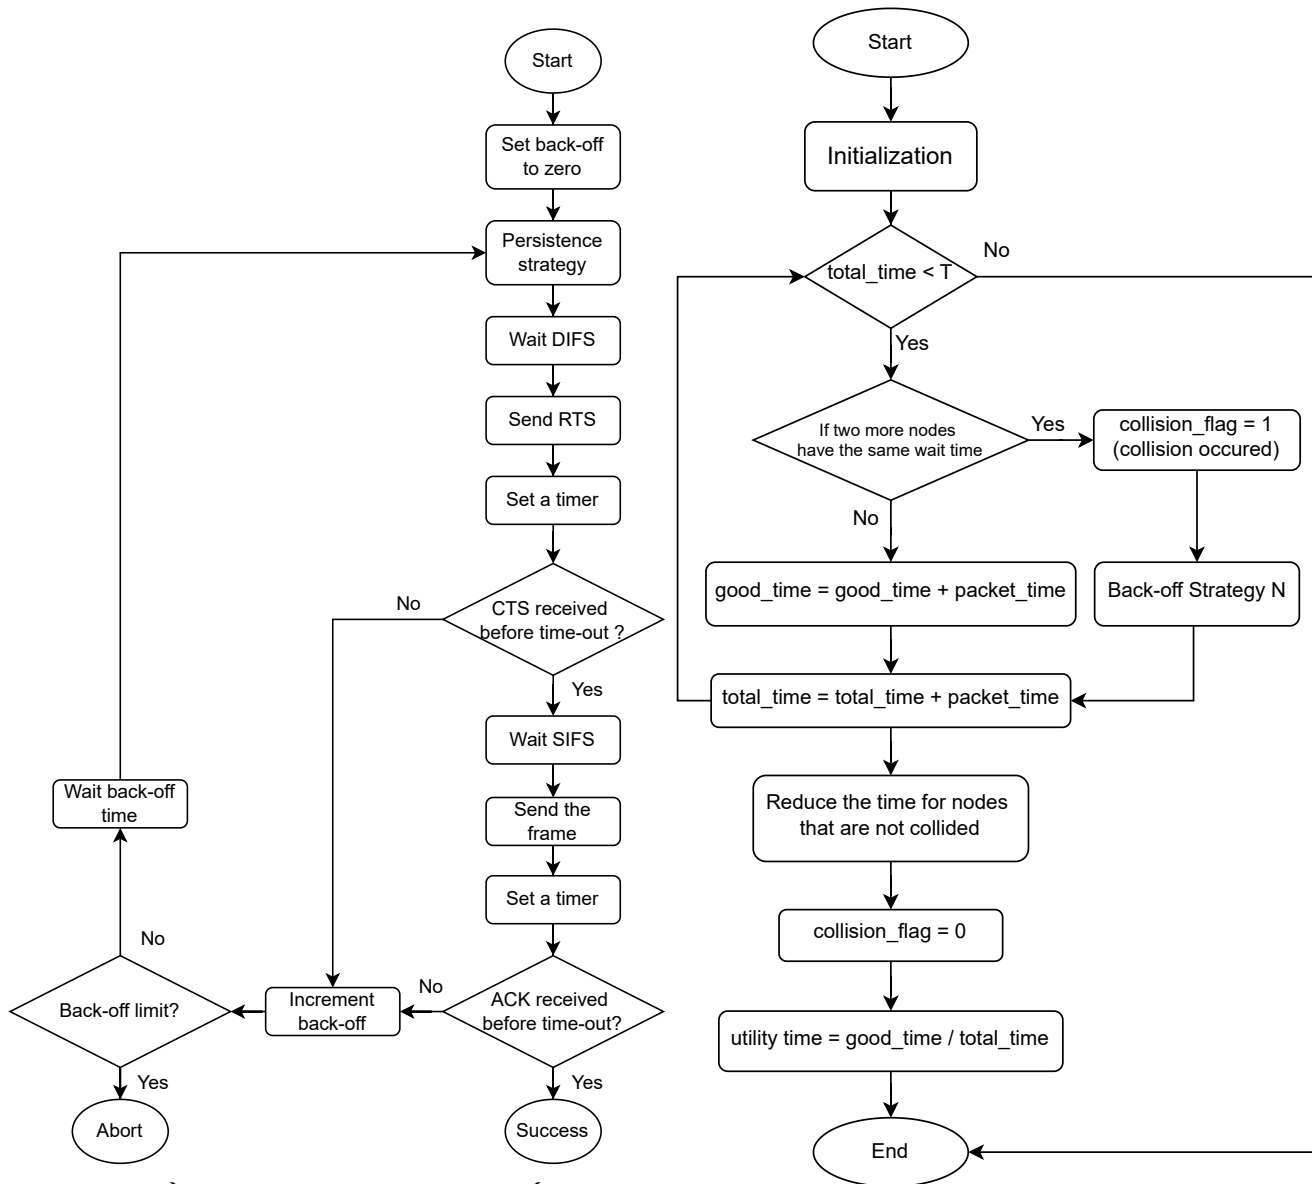 Start
Set back-off
to zero
Persistence
strategy
Wait DIFS
Send RTS
Set a timer
No
CTS received
before time-out ?
Yes
Wait SIFS
Send the
frame
Set a timer
Wait back-off
time
No
Back-off limit?
Increment
back-off
No
ACK received
before time-out?
Yes
Abort
Yes
Success
Start
Initialization
total_time < T
No
Yes
If two more nodes
have the same wait time
Yes
collision_flag = 1
(collision occured)
No
good_time = good_time + packet_time
Back-off Strategy N
total_time = total_time + packet_time
Reduce the time for nodes
that are not collided
collision_flag = 0
utility time = good_time / total_time
End